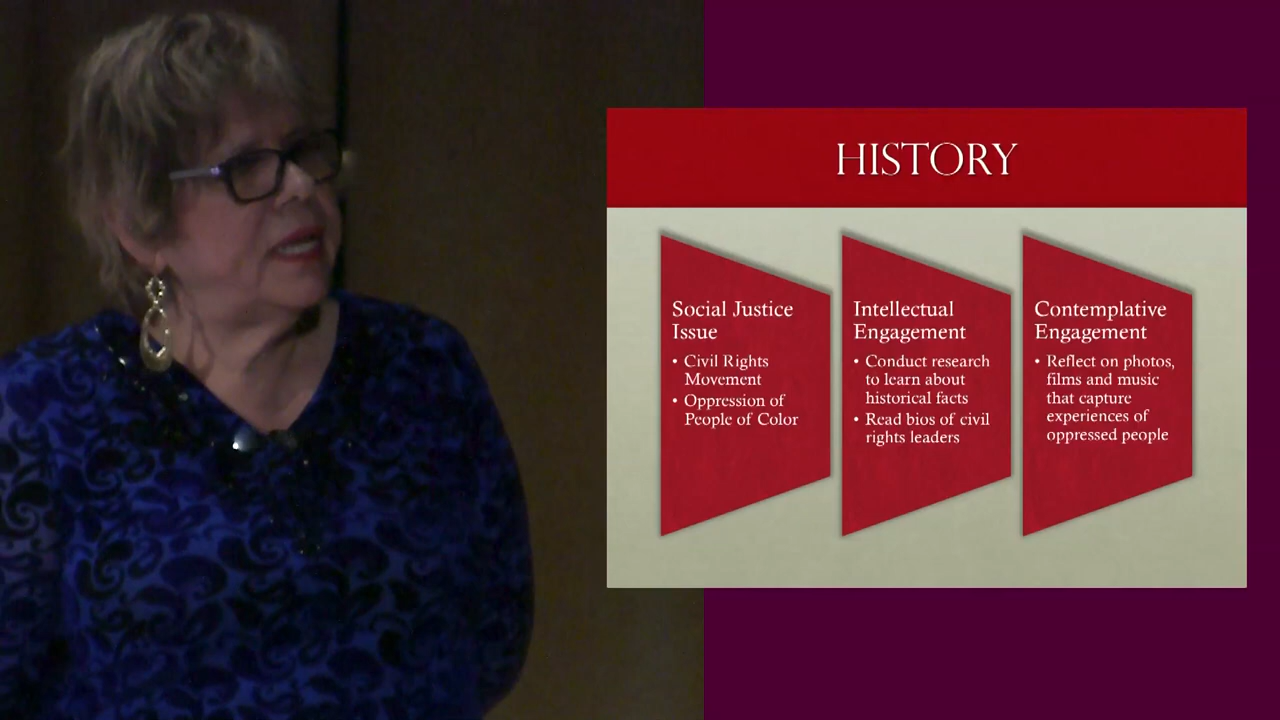 HISTORY
Social Justice
Issue
• Civil Rights
Movement
• Oppression of
People of Color
Intellectual
Engagement
• Conduct research
to learn about
historical facts
• Read bios of civil
rights leaders
Contemplative
Engagement
• Reflect on photos,
films and music
that capture
experiences of
oppressed people